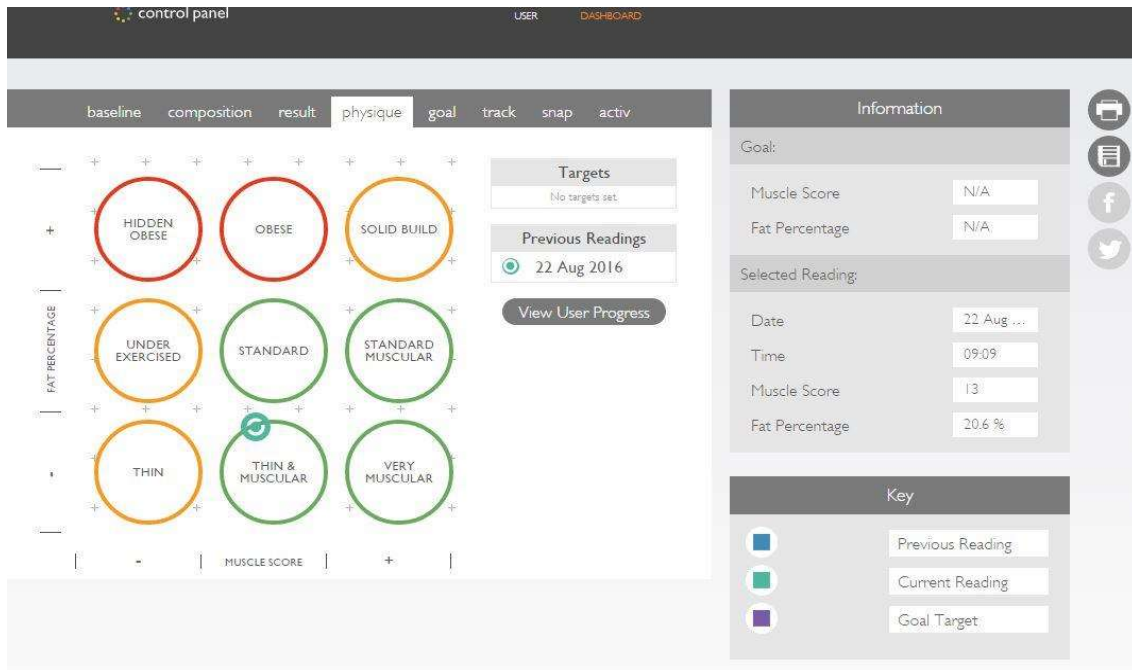 control panel
USER DASHBOARD
baseline composition result physique goal track snap activ
+
FAT PERCENTAGE
-
HIDDEN
OBESE
OBESE
SOLID BUILD
UNDER
EXERCISED
STANDARD
STANDARD
MUSCULAR
THIN
THIN &
MUSCULAR
VERY
MUSCULAR
- MUSCLE SCORE +
Targets
No targets set.
Previous Readings
22 Aug 2016
View User Progress
Information
Goal:
Muscle Score N/A
Fat Percentage N/A
Selected Reading:
Date 22 Aug ...
Time 09:09
Muscle Score 13
Fat Percentage 20.6 %
Key
Previous Reading
Current Reading
Goal Target